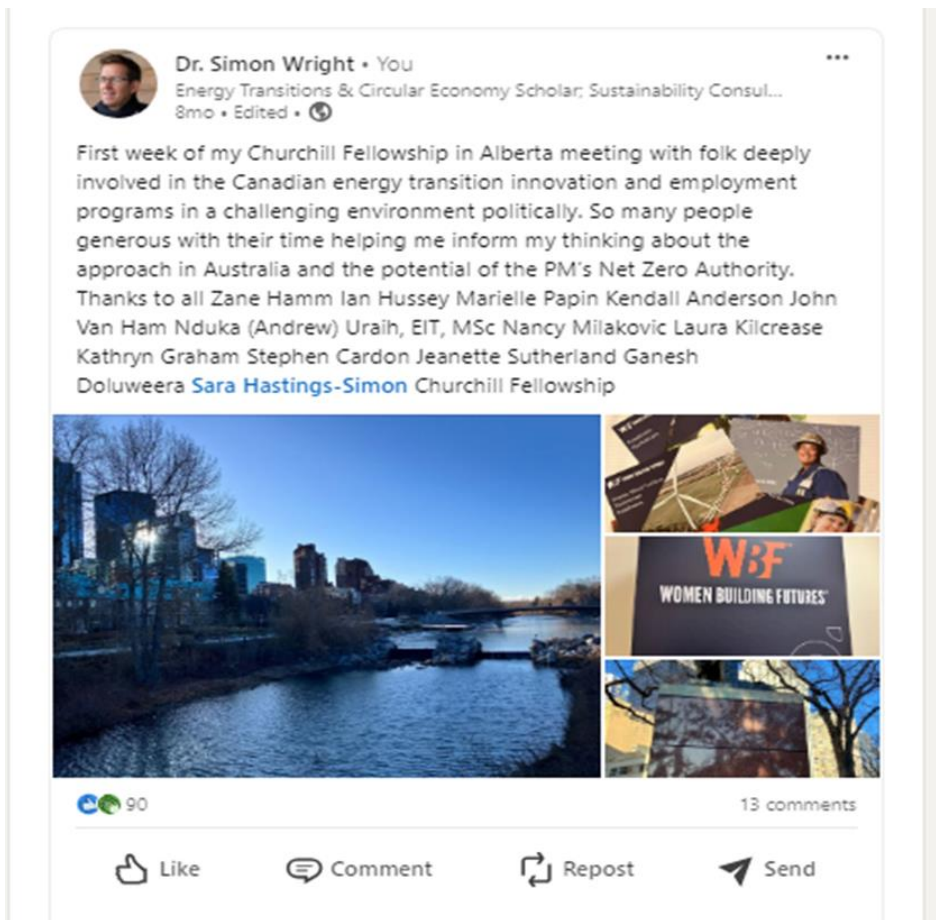 Dr. Simon Wright • You
Energy Transitions & Circular Economy Scholar; Sustainability Consul...
8mo • Edited •
First week of my Churchill Fellowship in Alberta meeting with folk deeply
involved in the Canadian energy transition innovation and employment
programs in a challenging environment politically. So many people
generous with their time helping me inform my thinking about the
approach in Australia and the potential of the PM's Net Zero Authority.
Thanks to all Zane Hamm Ian Hussey Marielle Papin Kendall Anderson John
Van Ham Nduka (Andrew) Uraih, EIT, MSc Nancy Milakovic Laura Kilcrease
Kathryn Graham Stephen Cardon Jeanette Sutherland Ganesh
Doluweera Sara Hastings-Simon Churchill Fellowship
WBF
WOMEN BUILDING FUTURES
90
13 comments
Like
Comment
Repost
Send